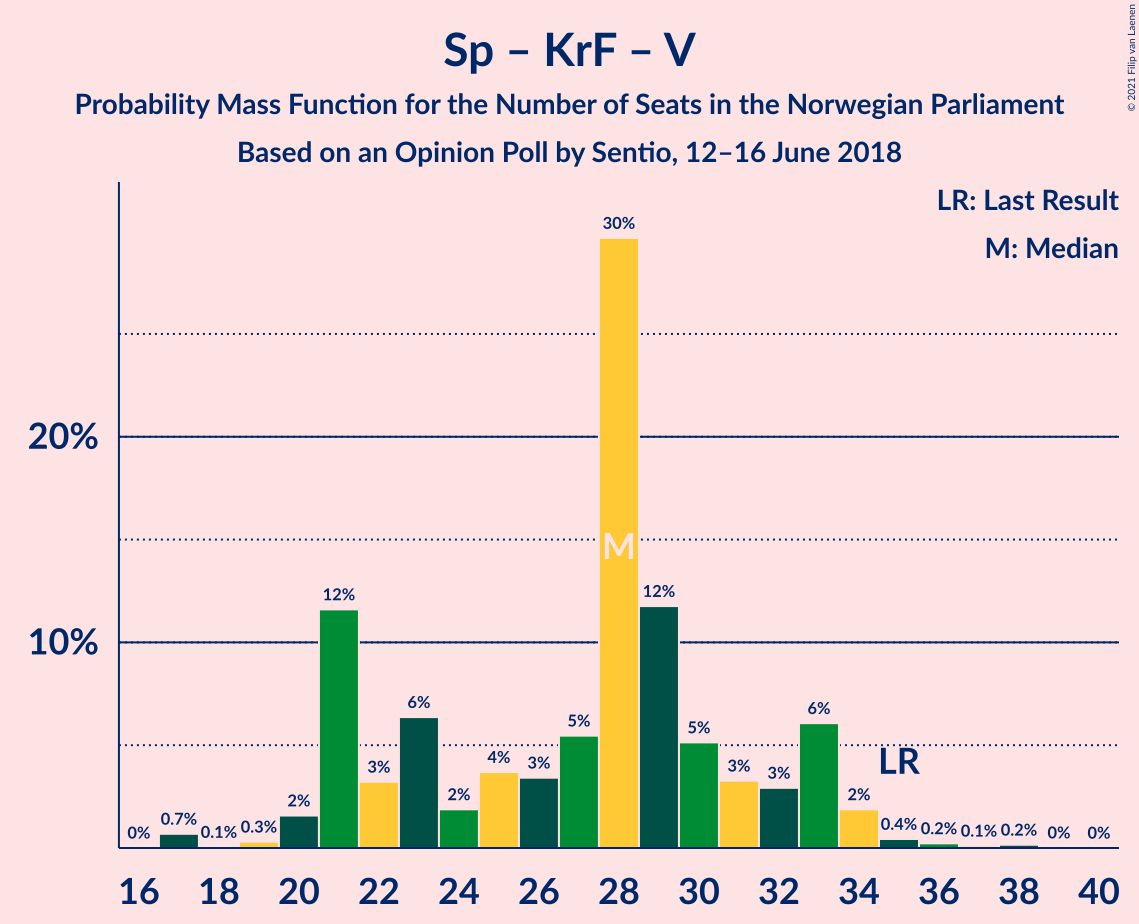 Sp – KrF – V
Probability Mass Function for the Number of Seats in the Norwegian Parliament
Based on an Opinion Poll by Sentio, 12–16 June 2018
© 2021 Filip van Laenen
LR: Last Result
M: Median
20%
10%
0% 0.7% 0.1% 0.3% 2% 12% 3% 6% 2% 4% 3% 5% 30% 12% 5% 3% 3% 6% 2% 0.4% 0.2% 0.1% 0.2% 0% 0%
M
LR
16 18 20 22 24 26 28 30 32 34 36 38 40